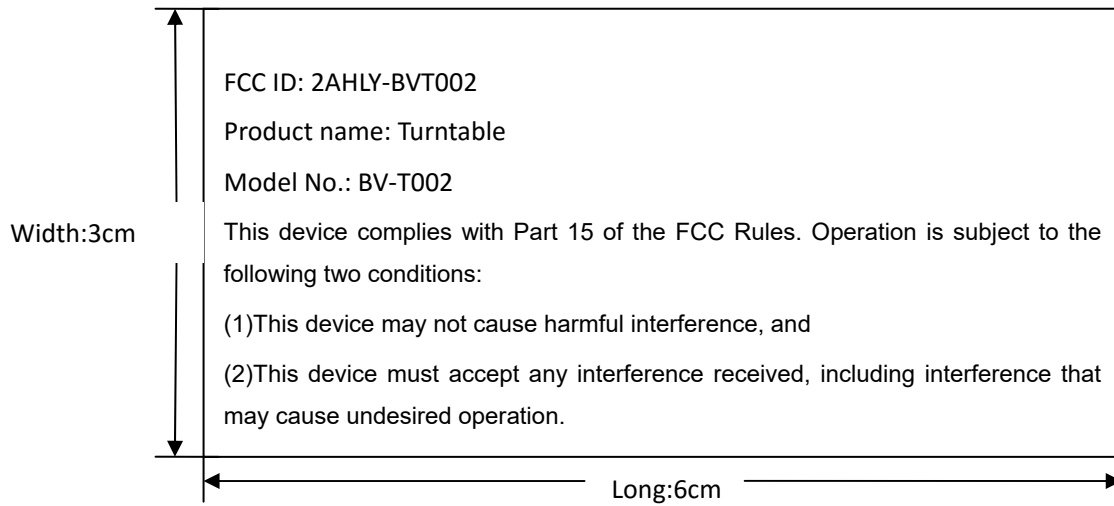 FCC ID: 2AHLY-BVT002
Product name: Turntable
Model No.: BV-T002
Width:3cm
This device complies with Part 15 of the FCC Rules. Operation is subject to the
following two conditions:
(1)This device may not cause harmful interference, and
(2)This device must accept any interference received, including interference that
may cause undesired operation.
Long:6cm